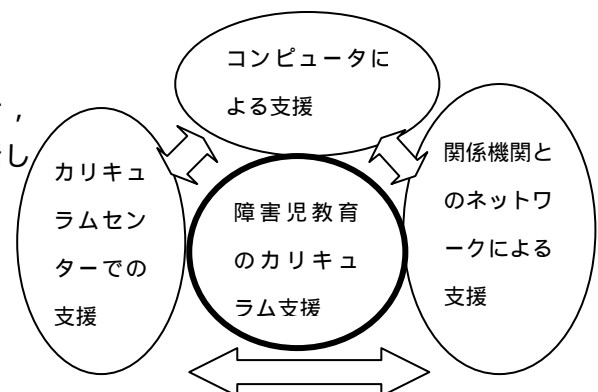 コンピュータに
よる支援
，
し
カリキュ
ラムセン
ターでの
支援
障害児教育
のカリキュ
ラム支援
関係機関と
のネットワ
ークによる
支援